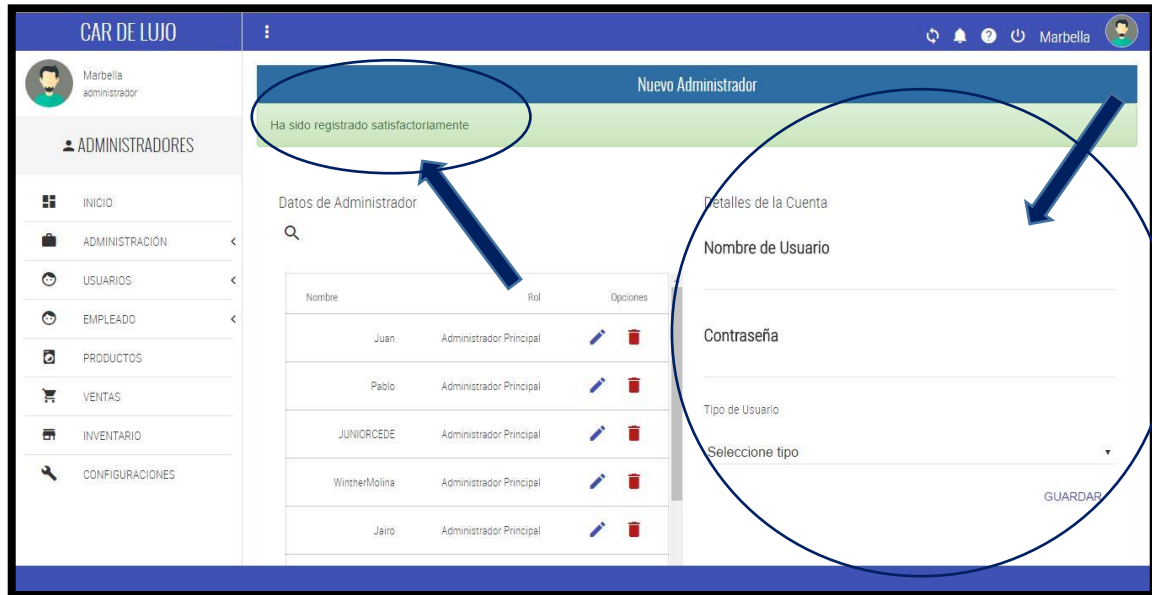 CAR DE LUJO
Marbella
Marbella
administrador
ADMINISTRADORES
INICIO
ADMINISTRACIÓN
USUARIOS
EMPLEADO
PRODUCTOS
VENTAS
INVENTARIO
CONFIGURACIONES
Nuevo Administrador
Ha sido registrado satisfactoriamente
Datos de Administrador
Nombre Rol Opciones
Juan Administrador Principal
Pablo Administrador Principal
JUNIORCEDE Administrador Principal
WintherMolina Administrador Principal
Jairo Administrador Principal
Detalles de la Cuenta
Nombre de Usuario
Contraseña
Tipo de Usuario
Seleccione tipo
GUARDAR